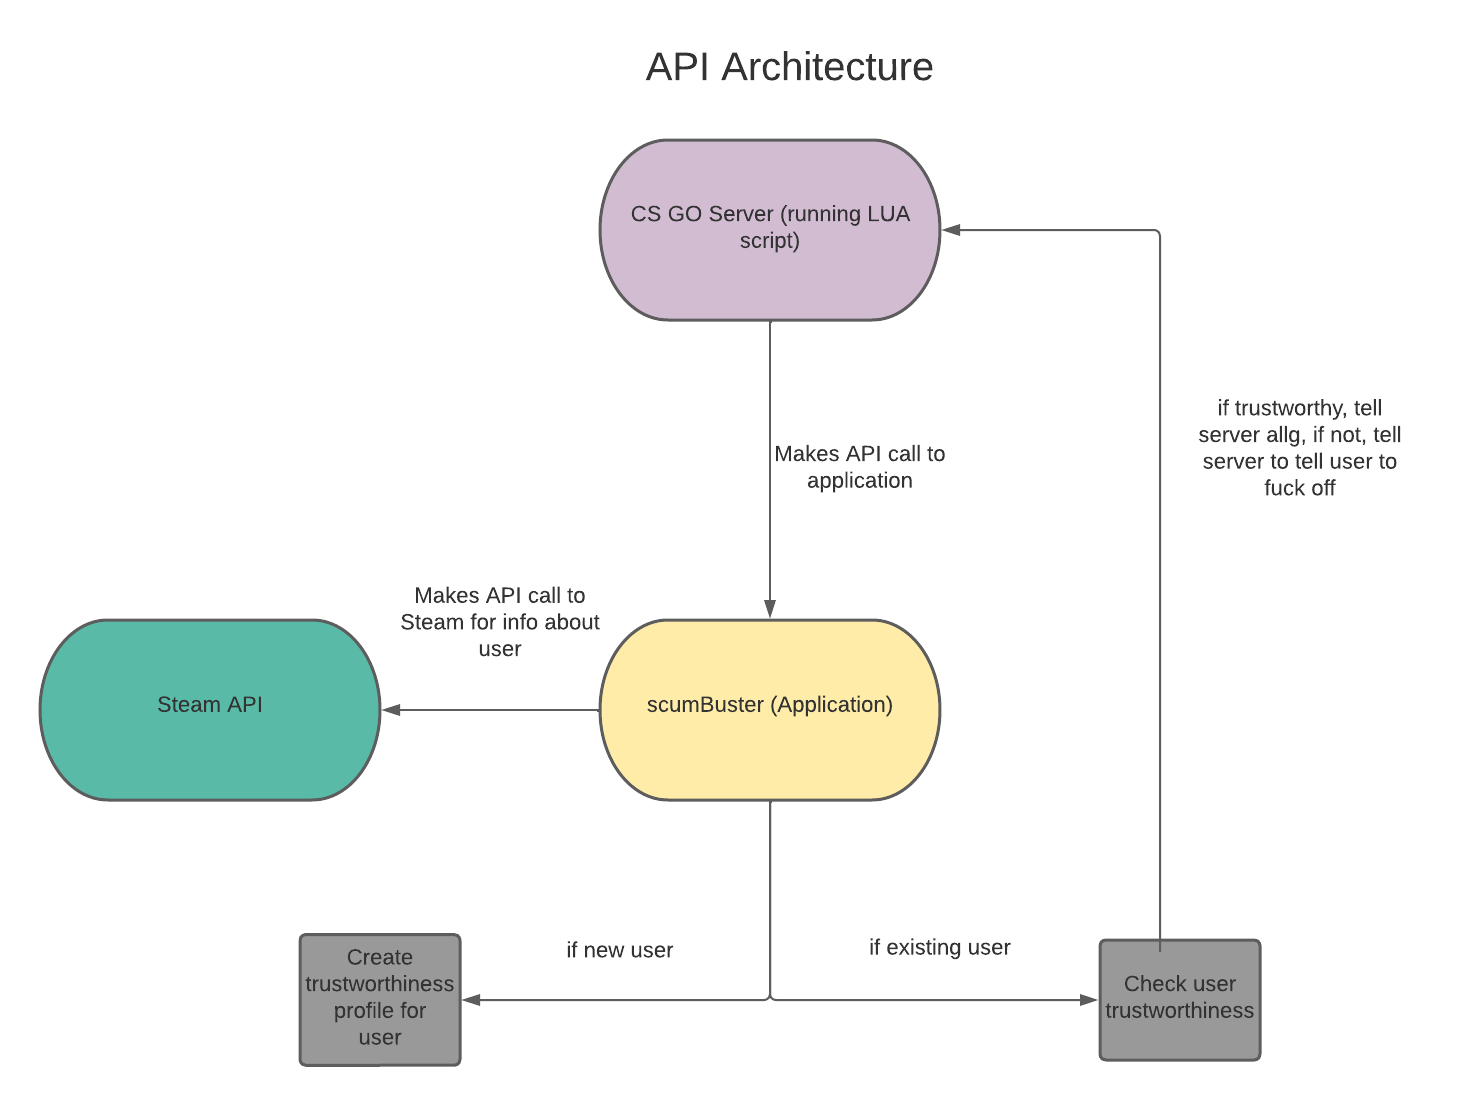 API Architecture
CS GO Server (running LUA
script)
if trustworthy, tell
server allg, if not, tell
server to tell user to
fuck off
Makes API call to
application
Makes API call to
Steam for info about
user
Steam API
scumBuster (Application)
if new user
if existing user
Create
trustworthiness
profile for
user
Check user
trustworthiness